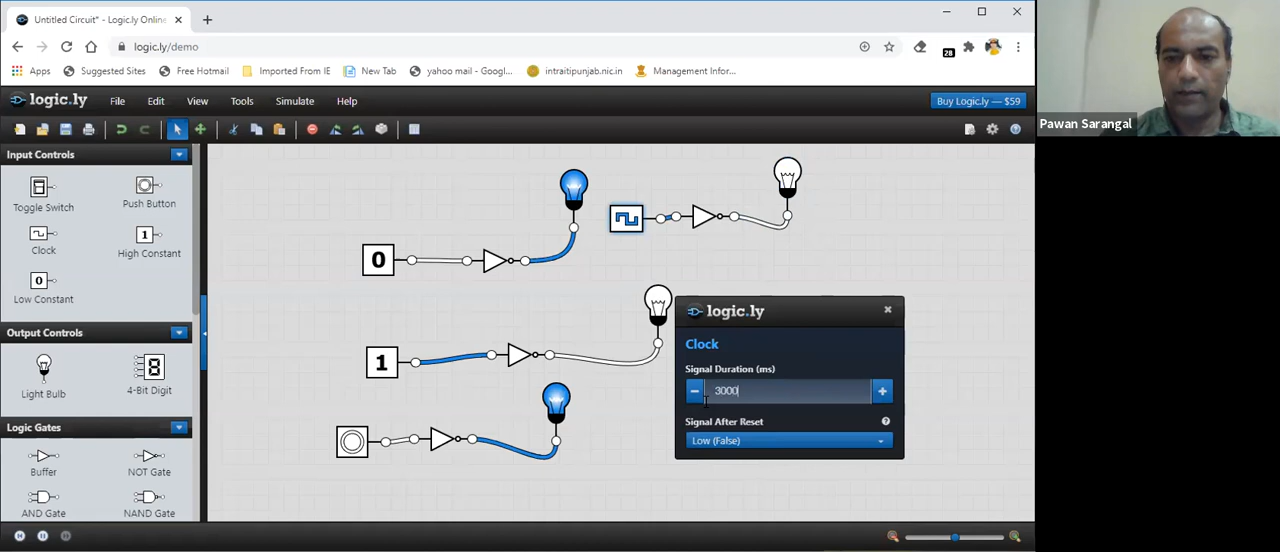 Untitled Circuit* - Logic.ly Online
logic.ly/demo
28
Apps
Suggested Sites
Free Hotmail
Imported From IE
New Tab
yahoo mail - Googl...
intraitipunjab.nic.in
Management Infor...
logic.ly
File
Edit
View
Tools
Simulate
Help
Buy Logic.ly — $59
Pawan Sarangal
Input Controls
Toggle Switch
Push Button
Clock
High Constant
1
Low Constant
0
Output Controls
Light Bulb
4-Bit Digit
Logic Gates
Buffer
NOT Gate
AND Gate
NAND Gate
0
1
logic.ly
Clock
Signal Duration (ms)
3000
Signal After Reset
Low (False)